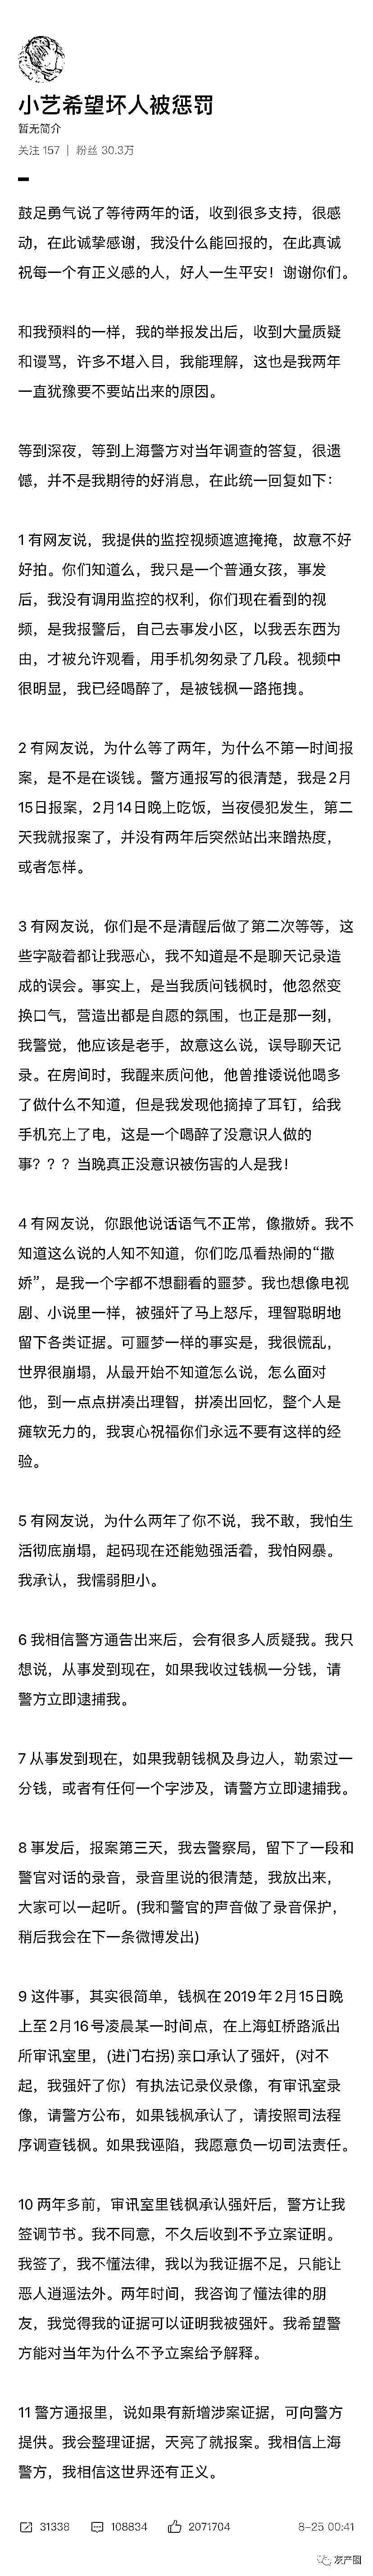 小艺希望坏人被惩罚
暂无简介
关注 157 | 粉丝 30.3万
鼓足勇气说了等待两年的话，收到很多支持，很感
动，在此诚挚感谢，我没什么能回报的，在此真诚
祝每一个有正义感的人，好人一生平安！谢谢你们。
和我预料的一样，我的举报发出后，收到大量质疑
和谩骂，许多不堪入目，我能理解，这也是我两年
一直犹豫要不要站出来的原因。
等到深夜，等到上海警方对当年调查的答复，很遗
憾，并不是我期待的好消息，在此统一回复如下：
1 有网友说，我提供的监控视频遮遮掩掩，故意不好
好拍。你们知道么，我只是一个普通女孩，事发
后，我没有调用监控的权利，你们现在看到的视
频，是我报警后，自己去事发小区，以我丢东西为
由，才被允许观看，用手机匆匆录了几段。视频中
很明显，我已经喝醉了，是被钱枫一路拖拽。
2 有网友说，为什么等了两年，为什么不第一时间报
案，是不是在谈钱。警方通报写的很清楚，我是2月
15日报案，2月14日晚上吃饭，当夜侵犯发生，第二
天我就报案了，并没有两年后突然站出来蹭热度，
或者怎样。
3 有网友说，你们是不是清醒后做了第二次等等，这
些字敲着都让我恶心，我不知道是不是聊天记录造
成的误会。事实上，是当我质问钱枫时，他忽然变
换口气，营造出都是自愿的氛围，也正是那一刻，
我警觉，他应该是老手，故意这么说，误导聊天记
录。在房间时，我醒来质问他，他曾推诿说他喝多
了做什么不知道，但是我发现他摘掉了耳钉，给我
手机充上了电，这是一个喝醉了没意识人做的
事？？？当晚真正没意识被伤害的人是我！
4 有网友说，你跟他说话语气不正常，像撒娇。我不
知道这么说的人知不知道，你们吃瓜看热闹的“撒
娇”，是我一个字都不想翻看的噩梦。我也想像电视
剧、小说里一样，被强奸了马上怒斥，理智聪明地
留下各类证据。可噩梦一样的事实是，我很慌乱，
世界很崩塌，从最开始不知道怎么说，怎么面对
他，到一点点拼凑出理智，拼凑出回忆，整个人是
瘫软无力的，我衷心祝福你们永远不要有这样的经
验。
5 有网友说，为什么两年了你不说，我不敢，我怕生
活彻底崩塌，起码现在还能勉强活着，我怕网暴。
我承认，我懦弱胆小。
6 我相信警方通告出来后，会有很多人质疑我。我只
想说，从事发到现在，如果我收过钱枫一分钱，请
警方立即逮捕我。
7 从事发到现在，如果我朝钱枫及身边人，勒索过一
分钱，或者有任何一个字涉及，请警方立即逮捕我。
8 事发后，报案第三天，我去警察局，留下了一段和
警官对话的录音，录音里说的很清楚，我放出来，
大家可以一起听。(我和警官的声音做了录音保护，
稍后我会在下一条微博发出)
9 这件事，其实很简单，钱枫在2019年2月15日晚
上至2月16号凌晨某一时间点，在上海虹桥路派出
所审讯室里，(进门右拐) 亲口承认了强奸，(对不
起，我强奸了你）有执法记录仪录像，有审讯室录
像，请警方公布，如果钱枫承认了，请按照司法程
序调查钱枫。如果我诬陷，我愿意负一切司法责任。
10 两年多前，审讯室里钱枫承认强奸后，警方让我
签调节书。我不同意，不久后收到不予立案证明。
我签了，我不懂法律，我以为我证据不足，只能让
恶人逍遥法外。两年时间，我咨询了懂法律的朋
友，我觉得我的证据可以证明我被强奸。我希望警
方能对当年为什么不予立案给予解释。
11 警方通报里，说如果有新增涉案证据，可向警方
提供。我会整理证据，天亮了就报案。我相信上海
警方，我相信这世界还有正义。
31338 108834 2071704 8-25 00:41
发产圈